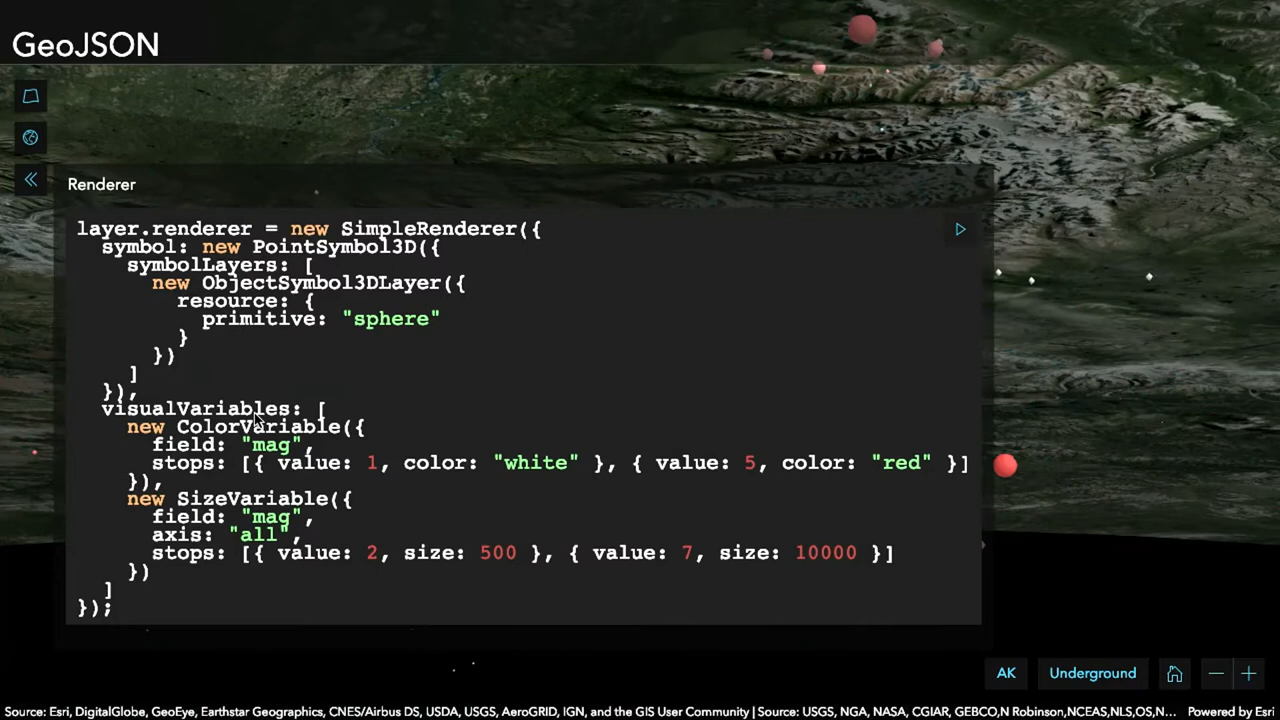 GeoJSON
Renderer
layer.renderer = new SimpleRenderer({
  symbol: new PointSymbol3D({
    symbolLayers: [
      new ObjectSymbol3DLayer({
        resource: {
          primitive: "sphere"
        }
      })
    ]
  }),
  visualVariables: [
    new ColorVariable({
      field: "mag",
      stops: [{ value: 1, color: "white" }, { value: 5, color: "red" }]
    }),
    new SizeVariable({
      field: "mag",
      axis: "all",
      stops: [{ value: 2, size: 500 }, { value: 7, size: 10000 }]
    })
  ]
});
AK
Underground
Source: Esri, DigitalGlobe, GeoEye, Earthstar Geographics, CNES/Airbus DS, USDA, USGS, AeroGRID, IGN, and the GIS User Community | Source: USGS, NGA, NASA, CGIAR, GEBCO,N Robinson,NCEAS,NLS,OS,N...
Powered by Esri